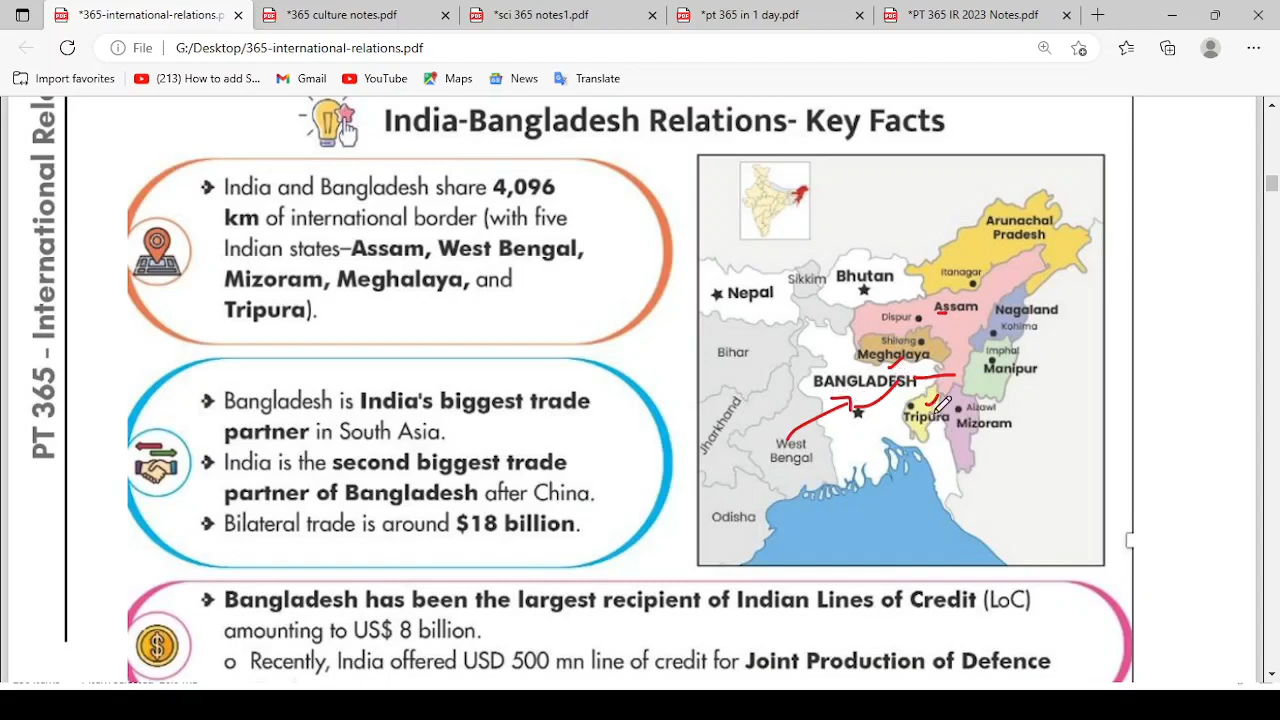 *365-international-relations.p
*365 culture notes.pdf
*sci 365 notes1.pdf
*pt 365 in 1 day.pdf
*PT 365 IR 2023 Notes.pdf
File
G:/Desktop/365-international-relations.pdf
Import favorites
(213) How to add S...
Gmail
YouTube
Maps
News
Translate
PT 365 - International Rela
India-Bangladesh Relations- Key Facts
India and Bangladesh share 4,096
km of international border (with five
Indian states–Assam, West Bengal,
Mizoram, Meghalaya, and
Tripura).
Bangladesh is India's biggest trade
partner in South Asia.
India is the second biggest trade
partner of Bangladesh after China.
Bilateral trade is around $18 billion.
Arunachal
Pradesh
Itanagar
Sikkim
Bhutan
Nepal
Assam
Dispur
Nagaland
Kohima
Shillong
Meghalaya
Imphal
Manipur
Bihar
BANGLADESH
Jharkhand
Tripura
Aizawl
Mizoram
West
Bengal
Odisha
Bangladesh has been the largest recipient of Indian Lines of Credit (LoC)
amounting to US$ 8 billion.
o Recently, India offered USD 500 mn line of credit for Joint Production of Defence